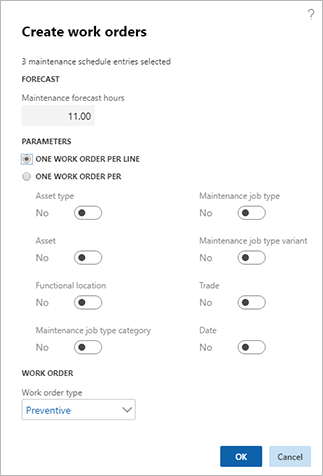 ?
Create work orders
3 maintenance schedule entries selected
FORECAST
Maintenance forecast hours
11.00
PARAMETERS
ONE WORK ORDER PER LINE
ONE WORK ORDER PER
Asset type
No
Maintenance job type
No
Asset
No
Maintenance job type variant
No
Functional location
No
Trade
No
Maintenance job type category
No
Date
No
WORK ORDER
Work order type
Preventive
OK
Cancel